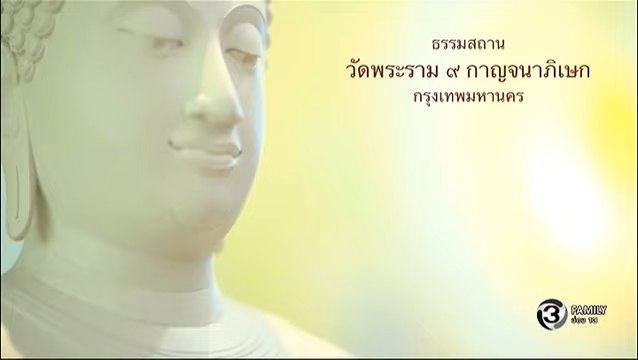 ธรรมสถาน
วัดพระราม ๙ กาญจนาภิเษก
กรุงเทพมหานคร
3 FAMILY
ช่อง 13